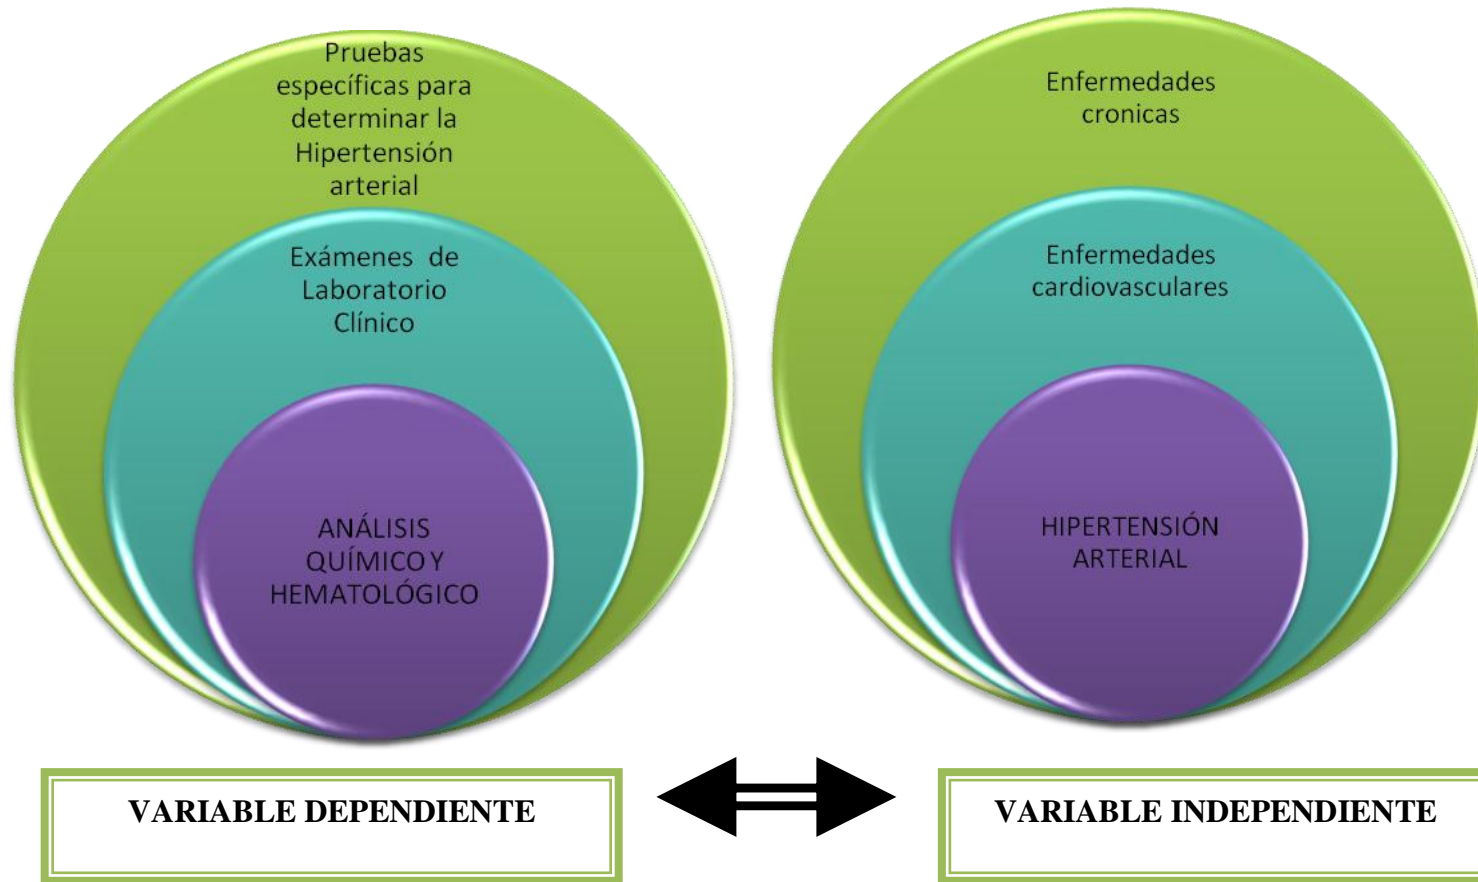 Pruebas
específicas para
determinar la
Hipertensión
arterial
Exámenes de
Laboratorio
Clínico
ANÁLISIS
QUÍMICO Y
HEMATOLÓGICO
Enfermedades
cronicas
Enfermedades
cardiovasculares
HIPERTENSIÓN
ARTERIAL
VARIABLE DEPENDIENTE
VARIABLE INDEPENDIENTE